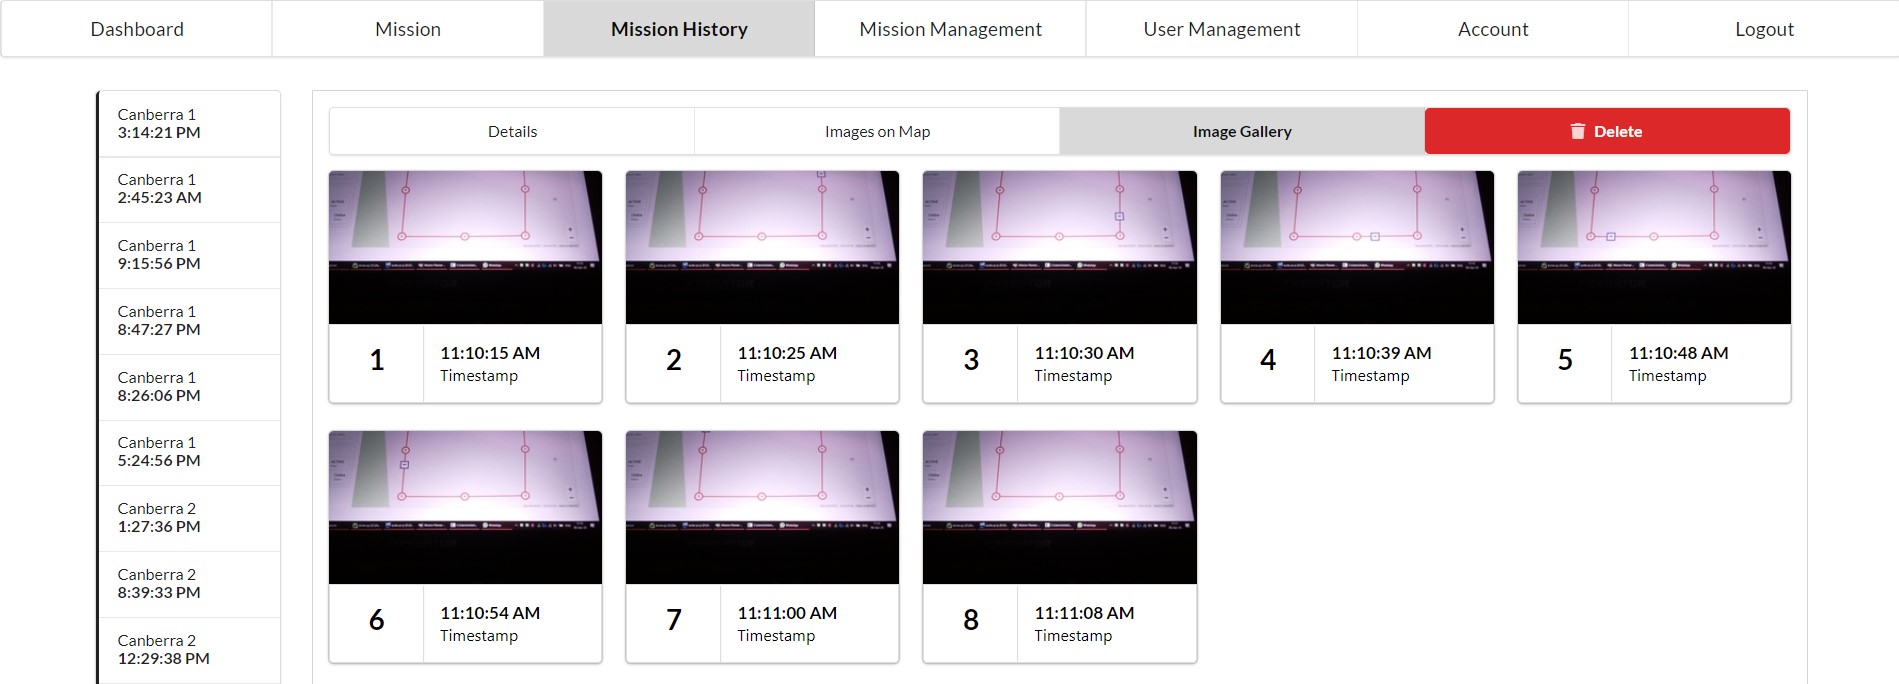 Dashboard
Mission
Mission History
Mission Management
User Management
Account
Logout
Canberra 1
3:14:21 PM
Canberra 1
2:45:23 AM
Canberra 1
9:15:56 PM
Canberra 1
8:47:27 PM
Canberra 1
8:26:06 PM
Canberra 1
5:24:56 PM
Canberra 2
1:27:36 PM
Canberra 2
8:39:33 PM
Canberra 2
12:29:38 PM
Details
Images on Map
Image Gallery
Delete
1
11:10:15 AM
Timestamp
2
11:10:25 AM
Timestamp
3
11:10:30 AM
Timestamp
4
11:10:39 AM
Timestamp
5
11:10:48 AM
Timestamp
6
11:10:54 AM
Timestamp
7
11:11:00 AM
Timestamp
8
11:11:08 AM
Timestamp